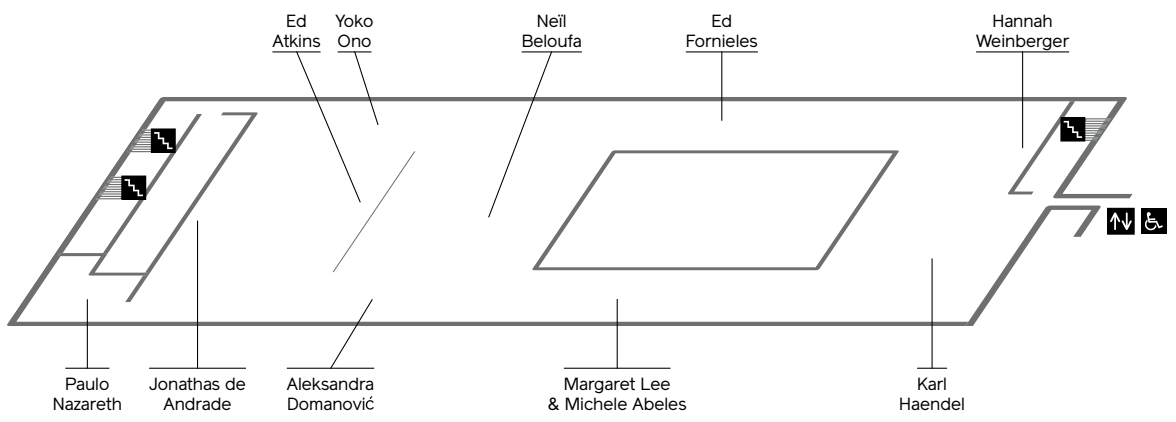 Ed
Atkins
Yoko
Ono
Neïl
Beloufa
Ed
Fornieles
Hannah
Weinberger
Paulo
Nazareth
Jonathas de
Andrade
Aleksandra
Domanović
Margaret Lee
& Michele Abeles
Karl
Haendel